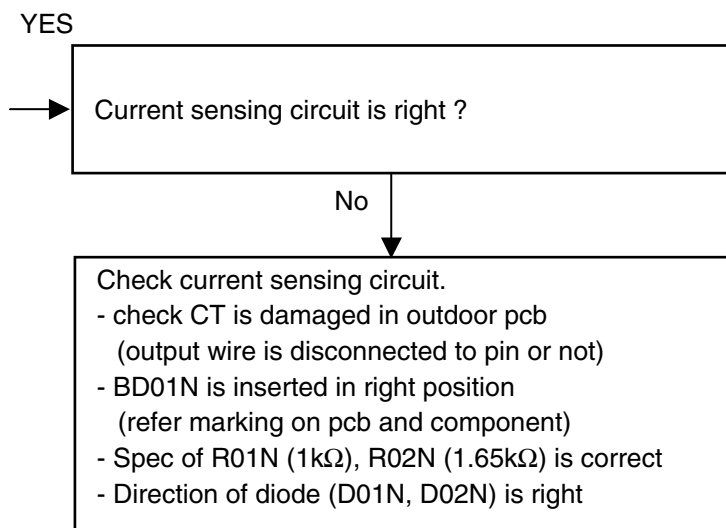 YES
Current sensing circuit is right ?
No
Check current sensing circuit.
- check CT is damaged in outdoor pcb
(output wire is disconnected to pin or not)
- BD01N is inserted in right position
(refer marking on pcb and component)
- Spec of R01N (1kΩ), R02N (1.65kΩ) is correct
- Direction of diode (D01N, D02N) is right